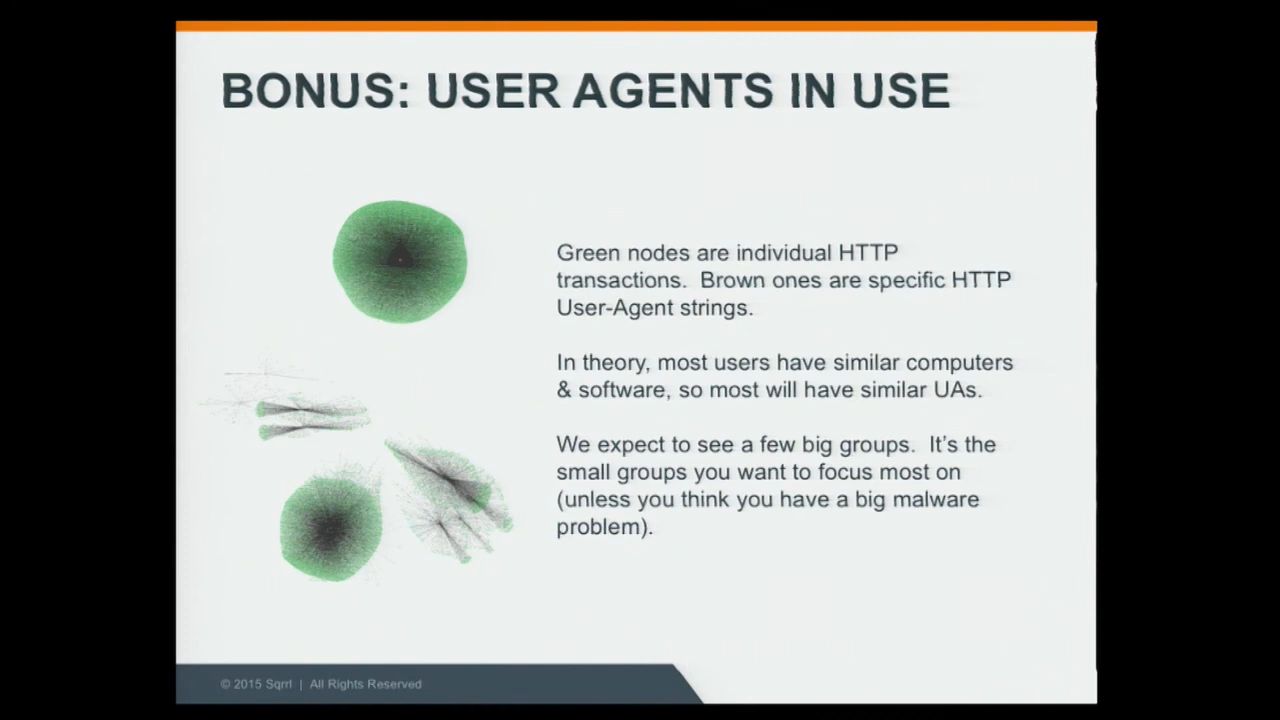 BONUS: USER AGENTS IN USE
Green nodes are individual HTTP
transactions.  Brown ones are specific HTTP
User-Agent strings.
In theory, most users have similar computers
& software, so most will have similar UAs.
We expect to see a few big groups.  It's the
small groups you want to focus most on
(unless you think you have a big malware
problem).
© 2015 Sqrrl | All Rights Reserved